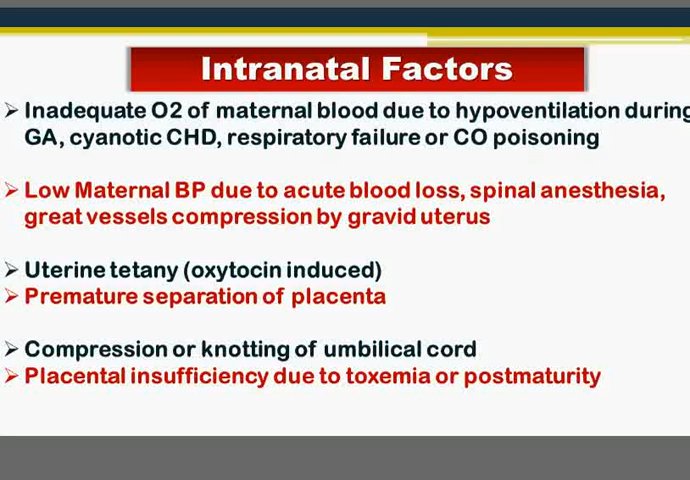 Intranatal Factors
➢ Inadequate O2 of maternal blood due to hypoventilation during
GA, cyanotic CHD, respiratory failure or CO poisoning
➢ Low Maternal BP due to acute blood loss, spinal anesthesia,
great vessels compression by gravid uterus
➢ Uterine tetany (oxytocin induced)
➢ Premature separation of placenta
➢ Compression or knotting of umbilical cord
➢ Placental insufficiency due to toxemia or postmaturity